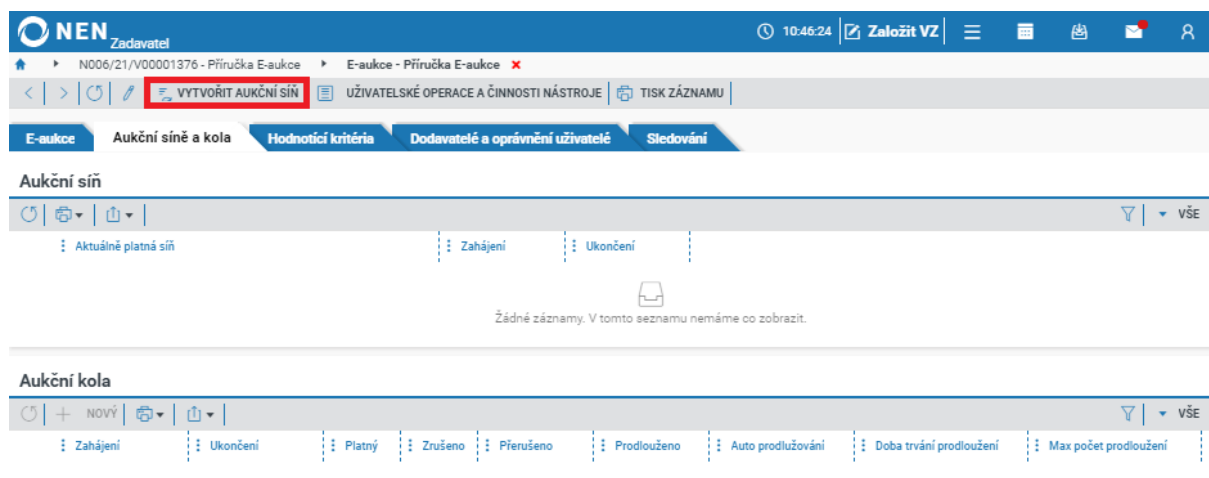 NEN Zadavatel 10:46:24 Založit VZ
N006/21/V00001376 - Příručka E-aukce E-aukce - Příručka E-aukce
VYTVOŘIT AUKČNÍ SÍŇ UŽIVATELSKÉ OPERACE A ČINNOSTI NÁSTROJE TISK ZÁZNAMU
E-aukce Aukční síně a kola Hodnotící kritéria Dodavatelé a oprávnění uživatelé Sledování
Aukční síň
VŠE
Aktuálně platná síň Zahájení Ukončení
Žádné záznamy. V tomto seznamu nemáme co zobrazit.
Aukční kola
NOVÝ VŠE
Zahájení Ukončení Platný Zrušeno Přerušeno Prodlouženo Auto prodlužování Doba trvání prodloužení Max počet prodloužení